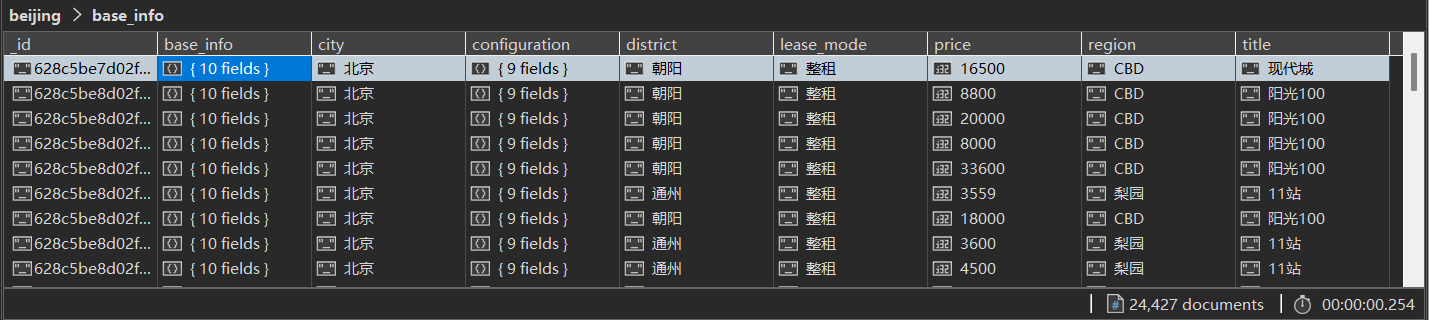 beijing > base_info
_id base_info city configuration district lease_mode price region title
628c5be7d02f... { 10 fields } 北京 { 9 fields } 朝阳 整租 16500 CBD 现代城
628c5be8d02f... { 10 fields } 北京 { 9 fields } 朝阳 整租 8800 CBD 阳光100
628c5be8d02f... { 10 fields } 北京 { 9 fields } 朝阳 整租 20000 CBD 阳光100
628c5be8d02f... { 10 fields } 北京 { 9 fields } 朝阳 整租 8000 CBD 阳光100
628c5be8d02f... { 10 fields } 北京 { 9 fields } 朝阳 整租 33600 CBD 阳光100
628c5be8d02f... { 10 fields } 北京 { 9 fields } 通州 整租 3559 梨园 11站
628c5be8d02f... { 10 fields } 北京 { 9 fields } 朝阳 整租 18000 CBD 阳光100
628c5be8d02f... { 10 fields } 北京 { 9 fields } 通州 整租 3600 梨园 11站
628c5be8d02f... { 10 fields } 北京 { 9 fields } 通州 整租 4500 梨园 11站
24,427 documents 00:00:00.254